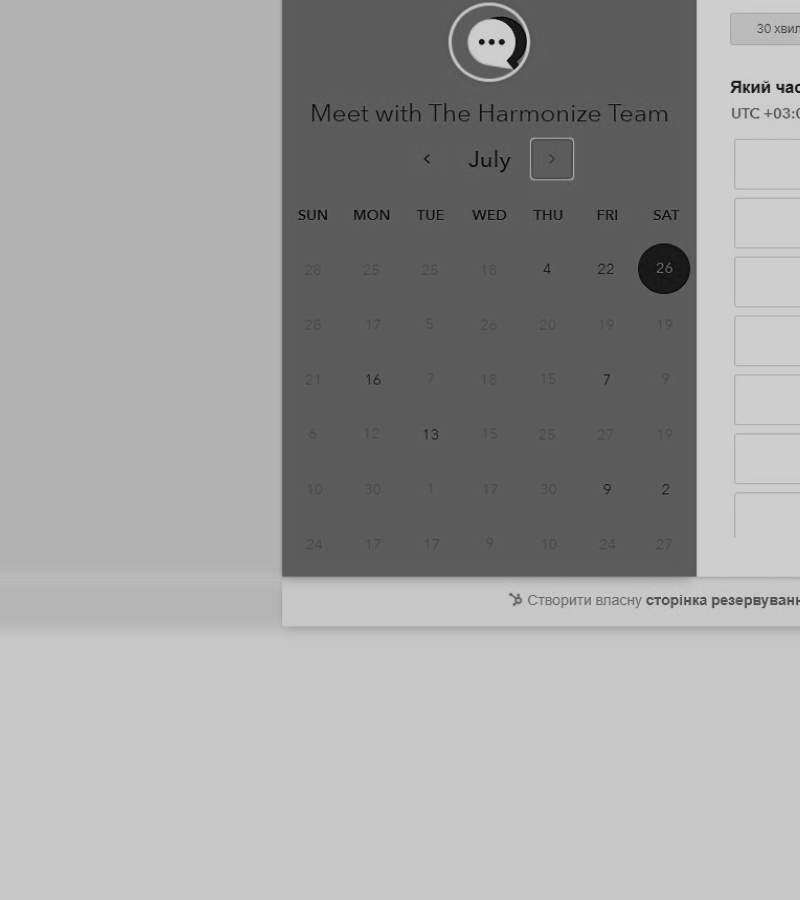 30 хвил
Meet with The Harmonize Team
Який час
UTC +03:0
July
SUN MON TUE WED THU FRI SAT
28 25 25 18 4 22 26
28 17 5 26 20 19 19
21 16 7 18 15 7 9
6 12 13 15 25 27 19
10 30 1 17 30 9 2
24 17 17 9 10 24 27
Створити власну сторінка резервуванн